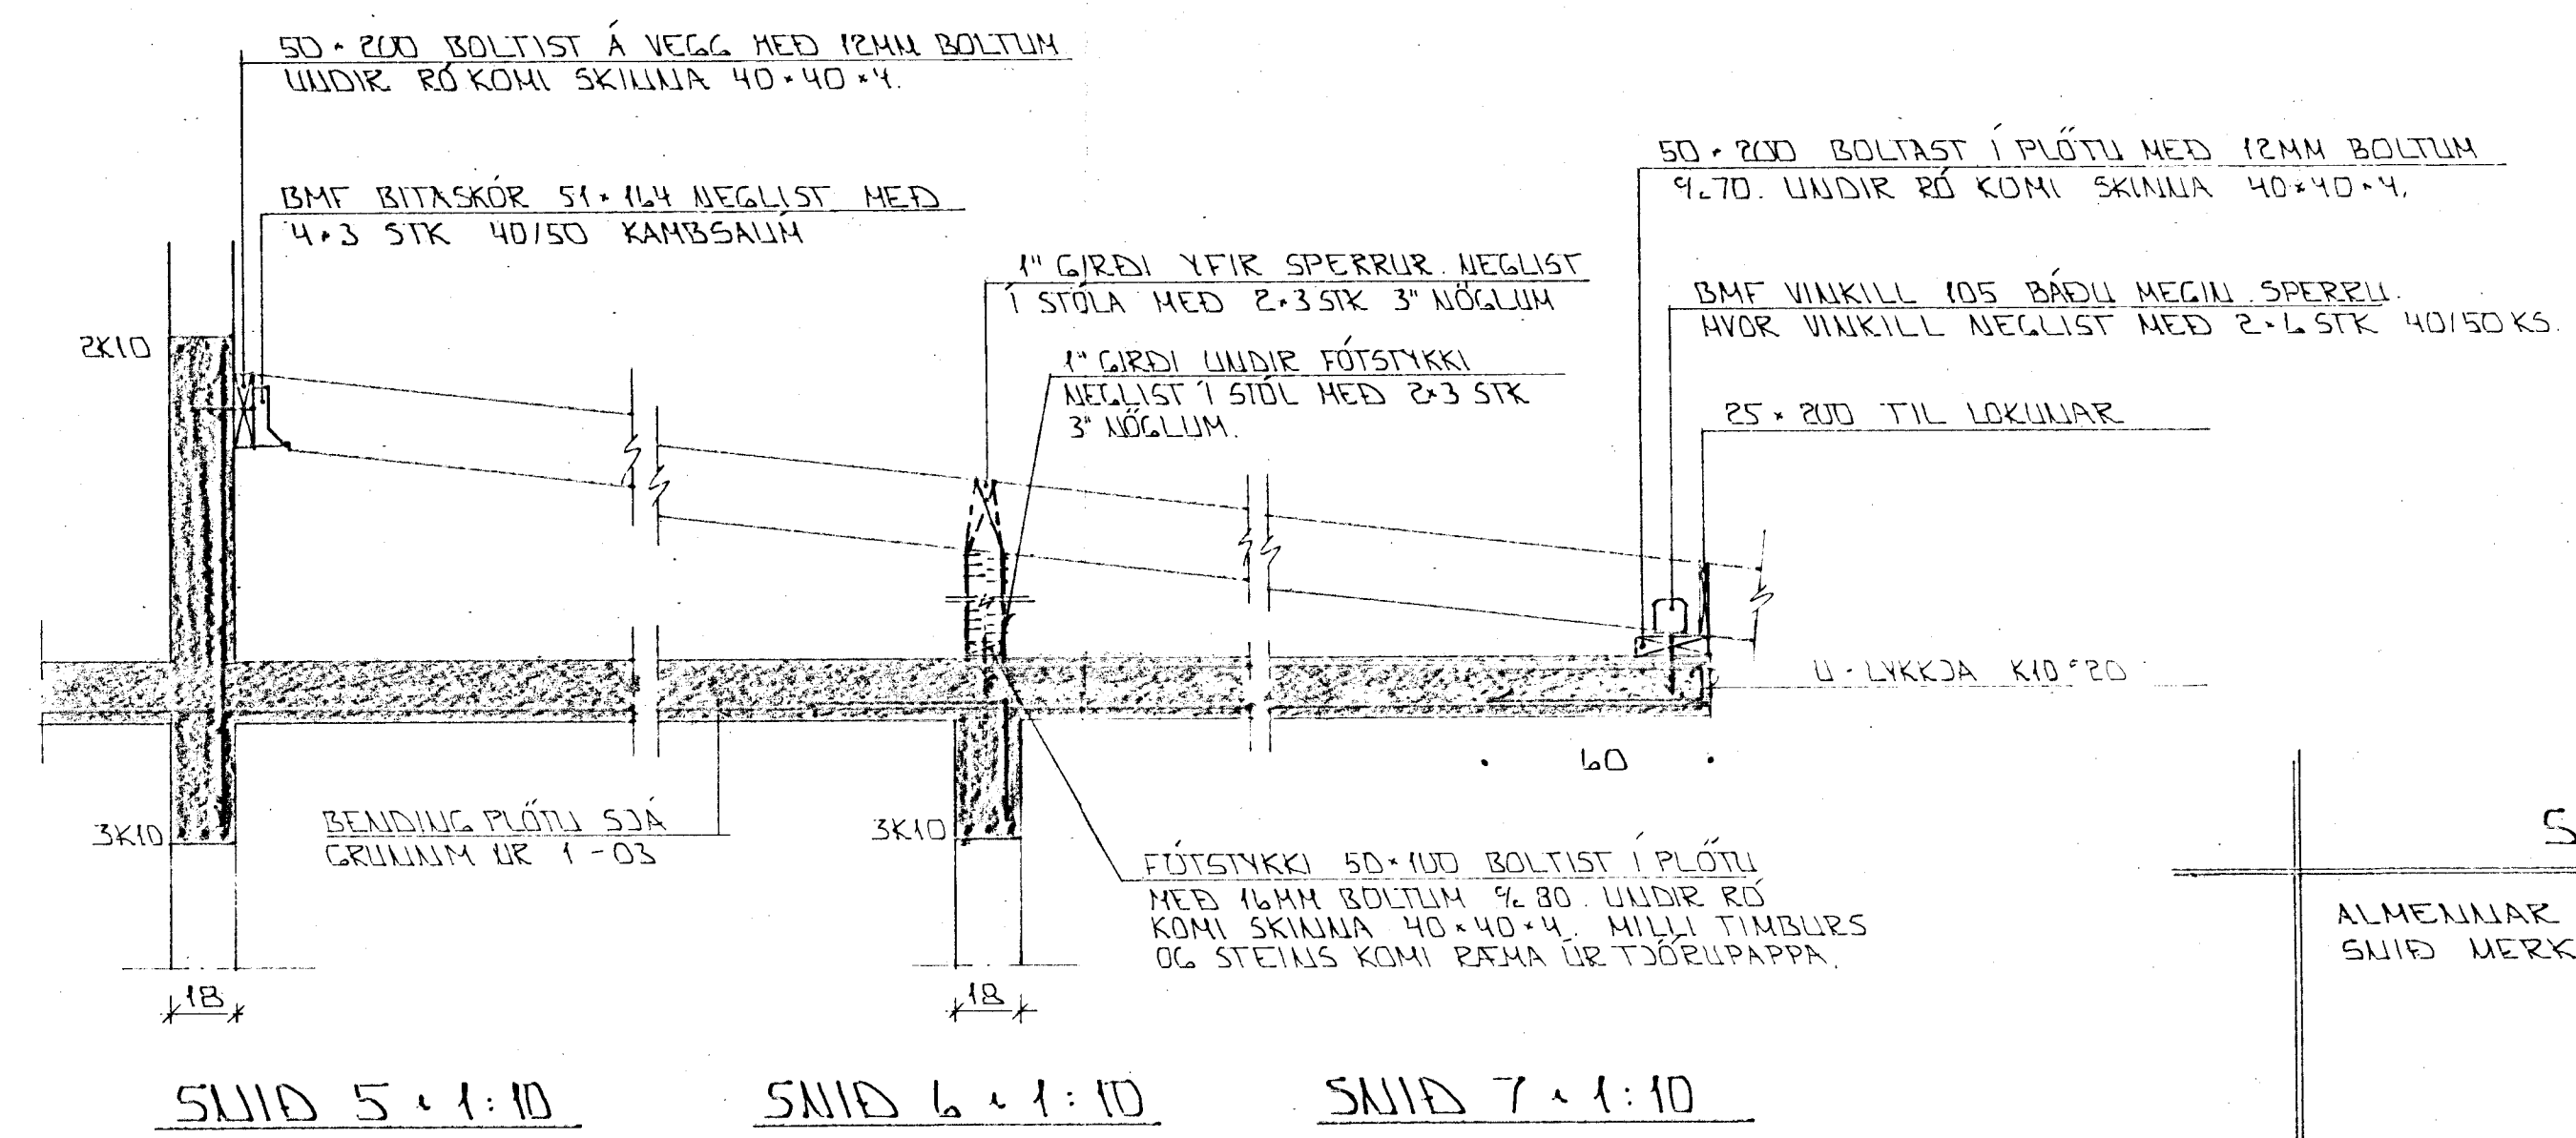 50×200 BOLTIST Á VEGG MEÐ 12MM BOLTUM
UNDIR RÓ KOMI SKINNA 40×40×4.
BMF BITASKÓR 51×164 NEGLIST MEÐ
4×3 STK 40/50 KAMBSAUM
1" GIRÐI YFIR SPERRUR. NEGLIST
Í STÓLA MEÐ 2×3 STK 3" NÖGLUM
1" GIRÐI UNDIR FÓTSTYKKI
NEGLIST Í STÓL MEÐ 2×3 STK
3" NÖGLUM.
50×200 BOLTAST Í PLÖTU MEÐ 12MM BOLTUM
c/c 70. UNDIR RÓ KOMI SKINNA 40×40×4.
BMF VINKILL 105 BÁÐU MEGIN SPERRU.
HVOR VINKILL NEGLIST MEÐ 2×6 STK 40/50 KS.
25×200 TIL LOKUNAR
2K10
U-LYKKJA K10 c20
60
3K10
BENDING PLÖTU SJÁ
GRUNNM NR 1-03
3K10
FÓTSTYKKI 50×100 BOLTIST Í PLÖTU
MEÐ 16MM BOLTUM c/c 80. UNDIR RÓ
KOMI SKINNA 40×40×4. MILLI TIMBURS
OG STEINS KOMI RÆMA ÚR TJÖRUPAPPA.
18
18
S
ALMENNAR
SNIÐ MERK
SNIÐ 5 · 1:10
SNIÐ 6 · 1:10
SNIÐ 7 · 1:10